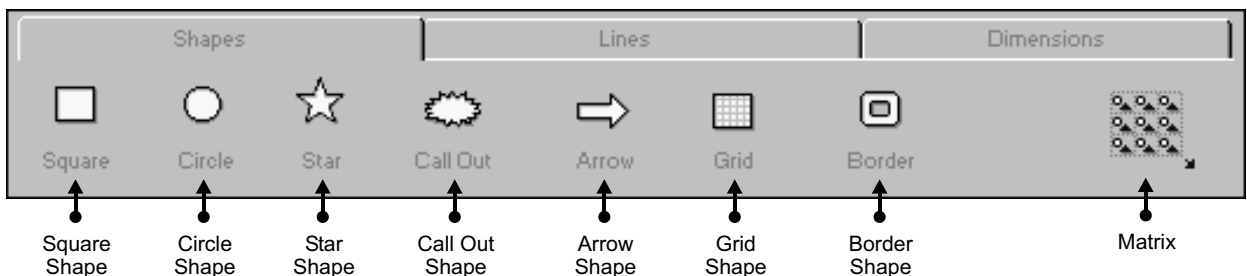 Shapes Lines Dimensions
Square Circle Star Call Out Arrow Grid Border
Square Circle Star Call Out Arrow Grid Border Matrix
Shape Shape Shape Shape Shape Shape Shape